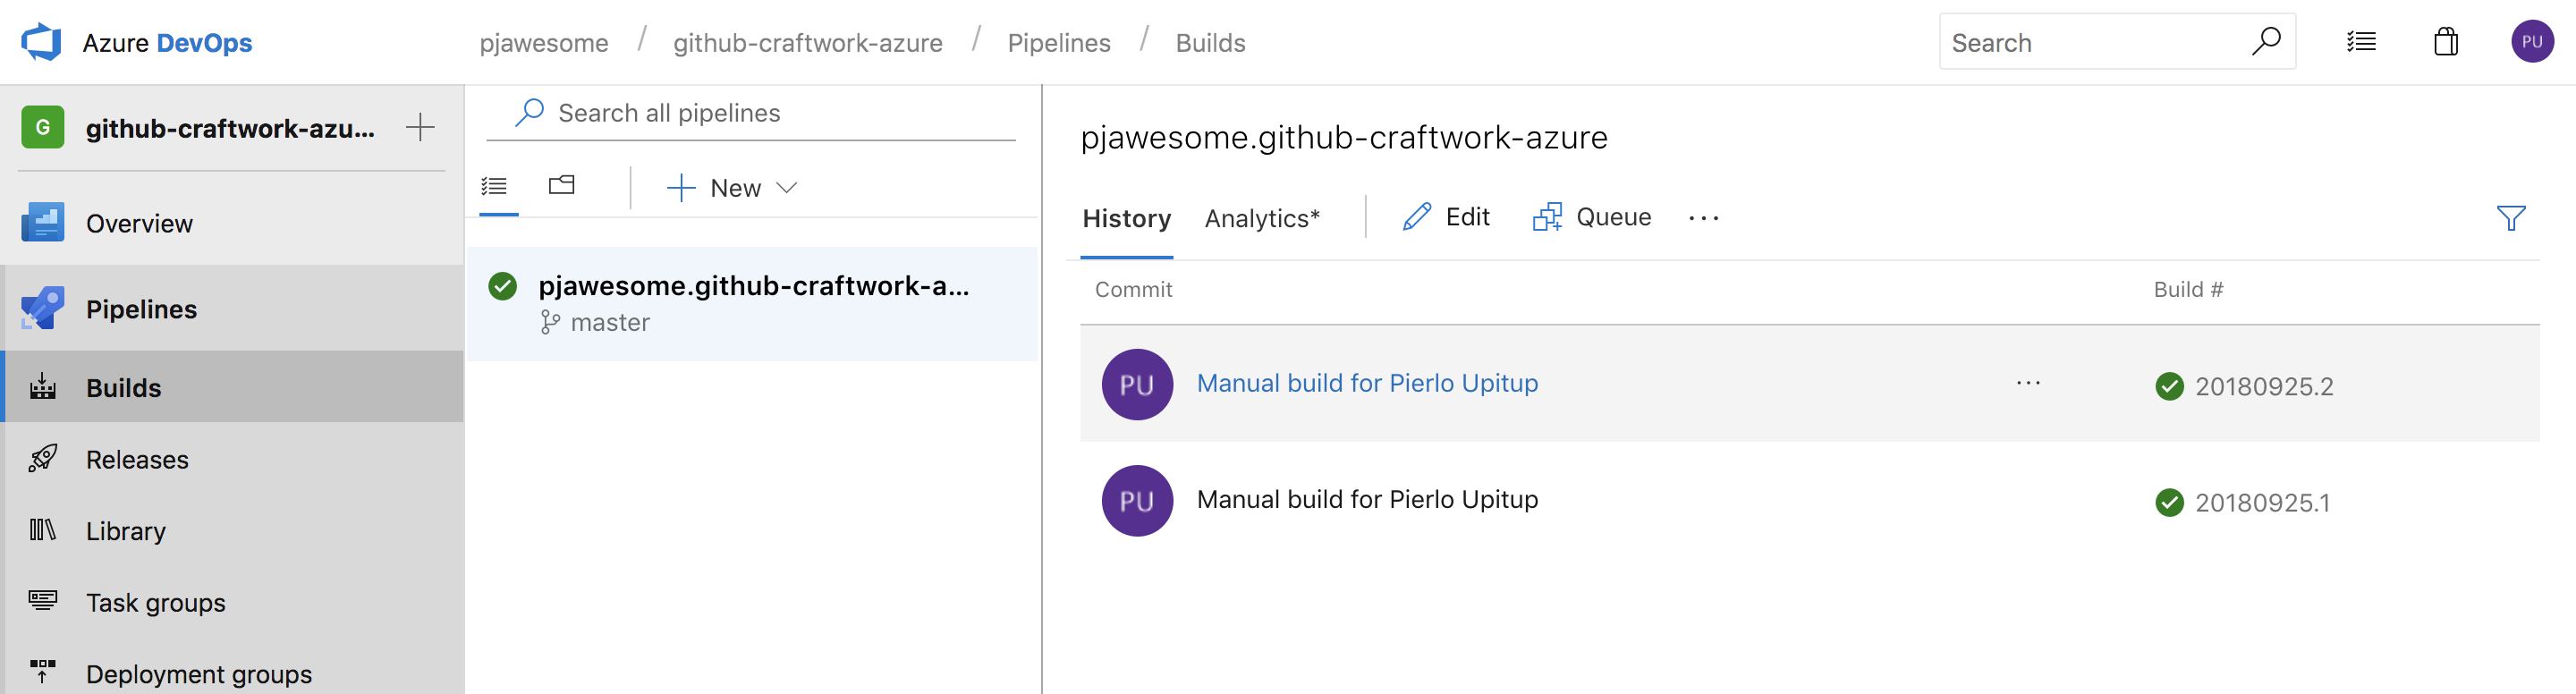 Azure DevOps
pjawesome / github-craftwork-azure / Pipelines / Builds
Search
PU
G
github-craftwork-azu...
Overview
Pipelines
Builds
Releases
Library
Task groups
Deployment groups
Search all pipelines
New
pjawesome.github-craftwork-a...
master
pjawesome.github-craftwork-azure
History Analytics* Edit Queue ...
Commit Build #
PU Manual build for Pierlo Upitup ... 20180925.2
PU Manual build for Pierlo Upitup 20180925.1